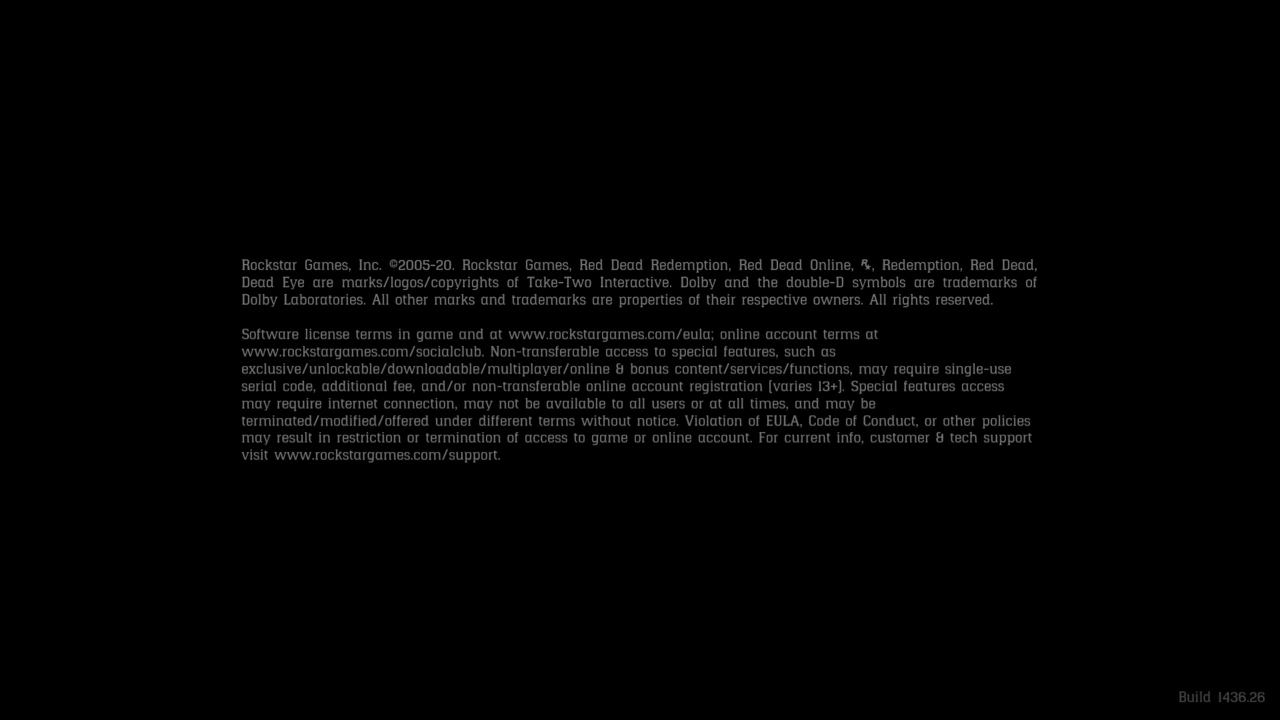 Rockstar Games, Inc. ©2005-20. Rockstar Games, Red Dead Redemption, Red Dead Online, R★, Redemption, Red Dead,
Dead Eye are marks/logos/copyrights of Take-Two Interactive. Dolby and the double-D symbols are trademarks of
Dolby Laboratories. All other marks and trademarks are properties of their respective owners. All rights reserved.
Software license terms in game and at www.rockstargames.com/eula; online account terms at
www.rockstargames.com/socialclub. Non-transferable access to special features, such as
exclusive/unlockable/downloadable/multiplayer/online & bonus content/services/functions, may require single-use
serial code, additional fee, and/or non-transferable online account registration (varies 13+). Special features access
may require internet connection, may not be available to all users or at all times, and may be
terminated/modified/offered under different terms without notice. Violation of EULA, Code of Conduct, or other policies
may result in restriction or termination of access to game or online account. For current info, customer & tech support
visit www.rockstargames.com/support.
Build 1436.26